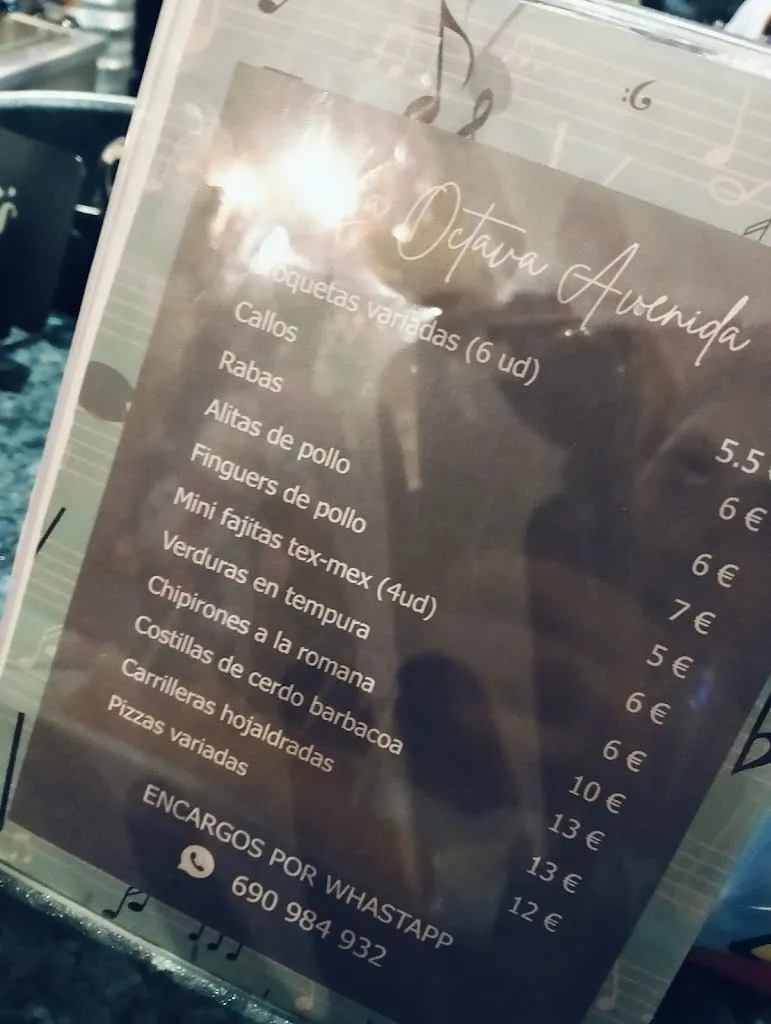 Octava Avenida
variadas (6 ud) 5.5
Callos 6 €
Rabas 6 €
Alitas de pollo 7 €
Finguers de pollo 5 €
Mini fajitas tex-mex (4ud) 6 €
Verduras en tempura 6 €
Chipirones a la romana 10 €
Costillas de cerdo barbacoa 13 €
Carrilleras hojaldradas 13 €
Pizzas variadas 12 €
ENCARGOS POR WHASTAPP
690 984 932